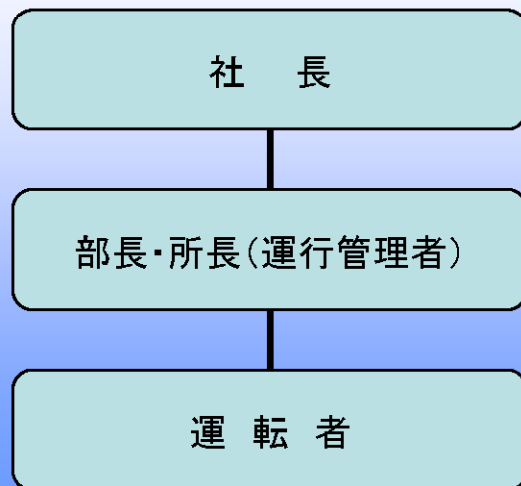 社　長
部長・所長(運行管理者)
運 転 者